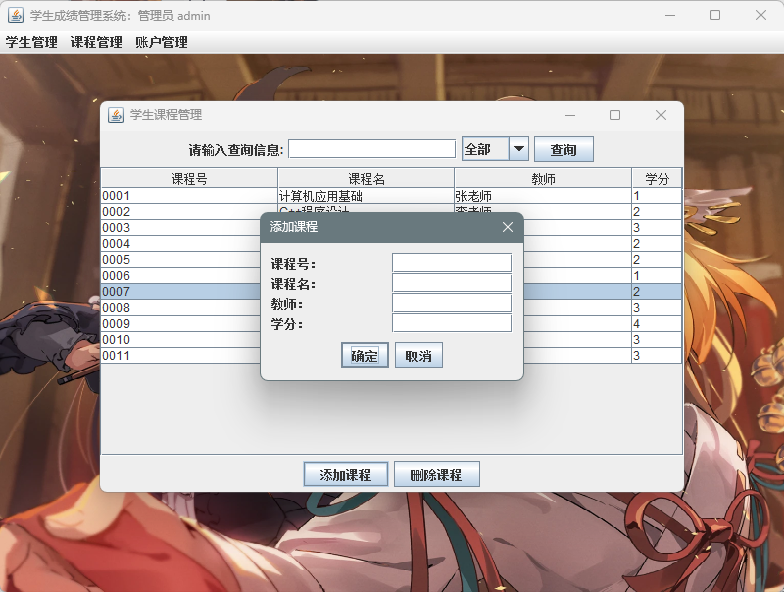 学生成绩管理系统：管理员 admin
学生管理 课程管理 账户管理
学生课程管理
请输入查询信息: 全部 查询
课程号 课程名 教师 学分
0001 计算机应用基础 张老师 1
0002 C++程序设计 李老师 2
0003 3
0004 2
0005 2
0006 1
0007 2
0008 3
0009 4
0010 3
0011 3
添加课程
课程号：
课程名：
教师：
学分：
确定 取消
添加课程 删除课程